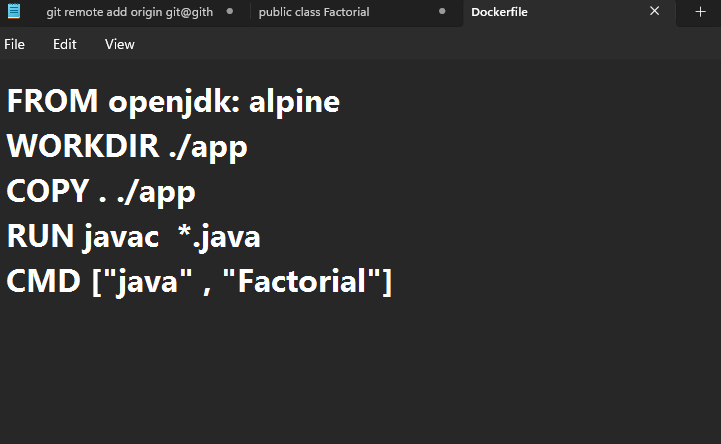 git remote add origin git@gith
public class Factorial
Dockerfile
File Edit View
FROM openjdk: alpine
WORKDIR ./app
COPY . ./app
RUN javac  *.java
CMD ["java" , "Factorial"]